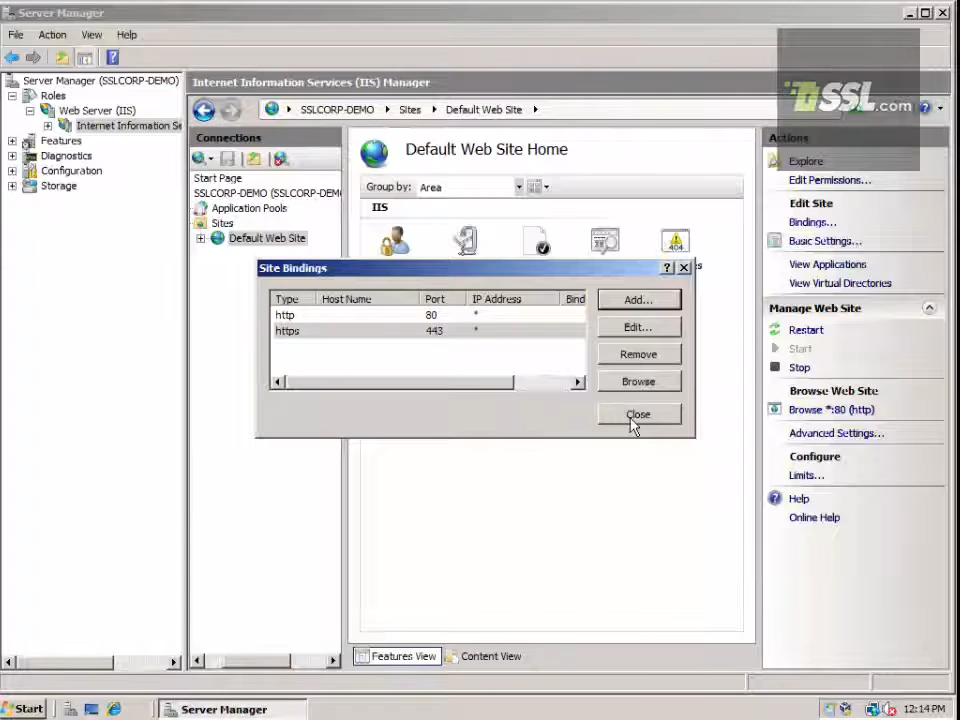 Server Manager
File Action View Help
SSL.com
Server Manager (SSLCORP-DEMO)
Roles
Web Server (IIS)
Internet Information Se
Features
Diagnostics
Configuration
Storage
Internet Information Services (IIS) Manager
SSLCORP-DEMO Sites Default Web Site
Connections
Start Page
SSLCORP-DEMO (SSLCORP-DEM
Application Pools
Sites
Default Web Site
Default Web Site Home
Group by: Area
IIS
404
Site Bindings
Type Host Name Port IP Address Bind
http 80 *
https 443 *
Add...
Edit...
Remove
Browse
Close
Features View Content View
Actions
Explore
Edit Permissions...
Edit Site
Bindings...
Basic Settings...
View Applications
View Virtual Directories
Manage Web Site
Restart
Start
Stop
Browse Web Site
Browse *:80 (http)
Advanced Settings...
Configure
Limits...
Help
Online Help
Start Server Manager 12:14 PM